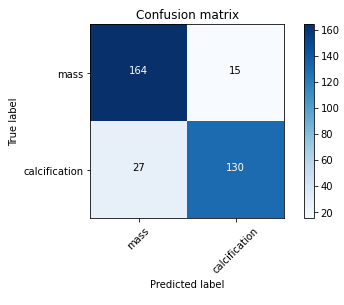 Confusion matrix
True label
mass
164
15
calcification
27
130
mass
calcification
Predicted label
160
140
120
100
80
60
40
20